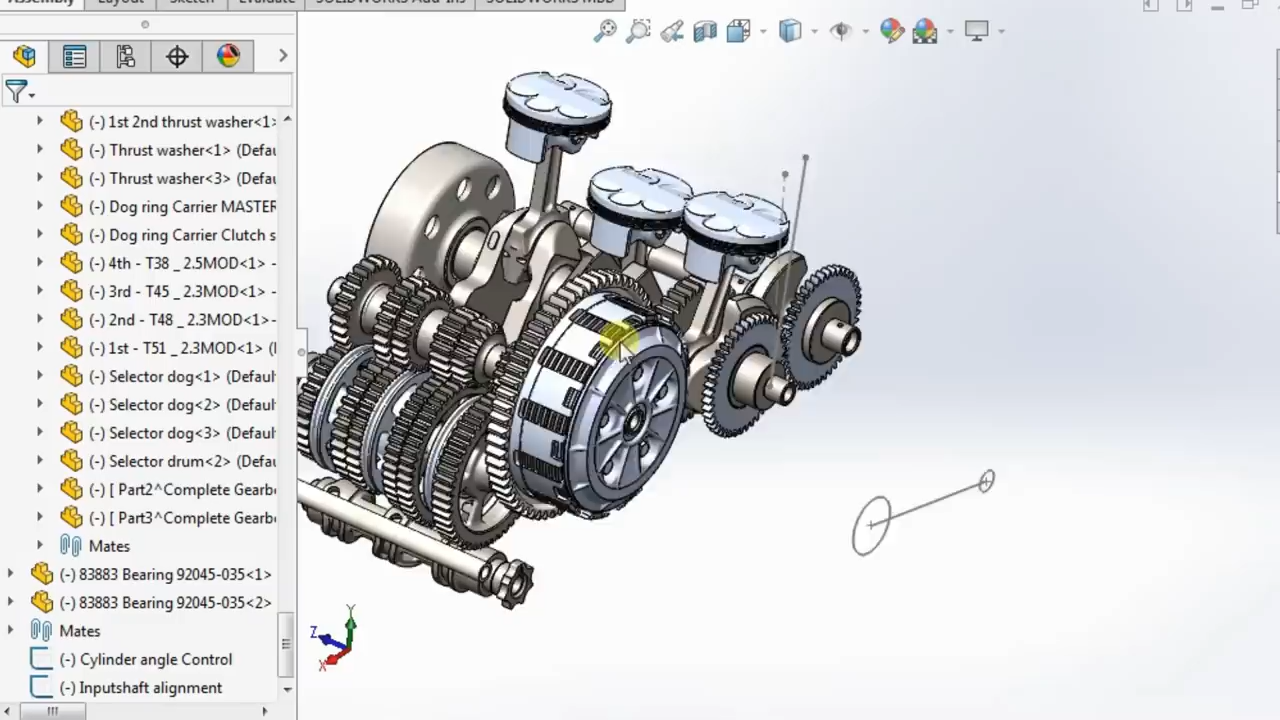 Assembly Layout Sketch Evaluate SOLIDWORKS Add-Ins SOLIDWORKS MBD
(-) 1st 2nd thrust washer<1>
(-) Thrust washer<1> (Defau
(-) Thrust washer<3> (Defau
(-) Dog ring Carrier MASTER
(-) Dog ring Carrier Clutch s
(-) 4th - T38 _ 2.5MOD<1> -
(-) 3rd - T45 _ 2.3MOD<1> -
(-) 2nd - T48 _ 2.3MOD<1> -
(-) 1st - T51 _ 2.3MOD<1> (
(-) Selector dog<1> (Defaul
(-) Selector dog<2> (Defaul
(-) Selector dog<3> (Defaul
(-) Selector drum<2> (Defau
(-) [ Part2^Complete Gearb
(-) [ Part3^Complete Gearb
Mates
(-) 83883 Bearing 92045-035<1>
(-) 83883 Bearing 92045-035<2>
Mates
(-) Cylinder angle Control
(-) Inputshaft alignment
Y
Z
X